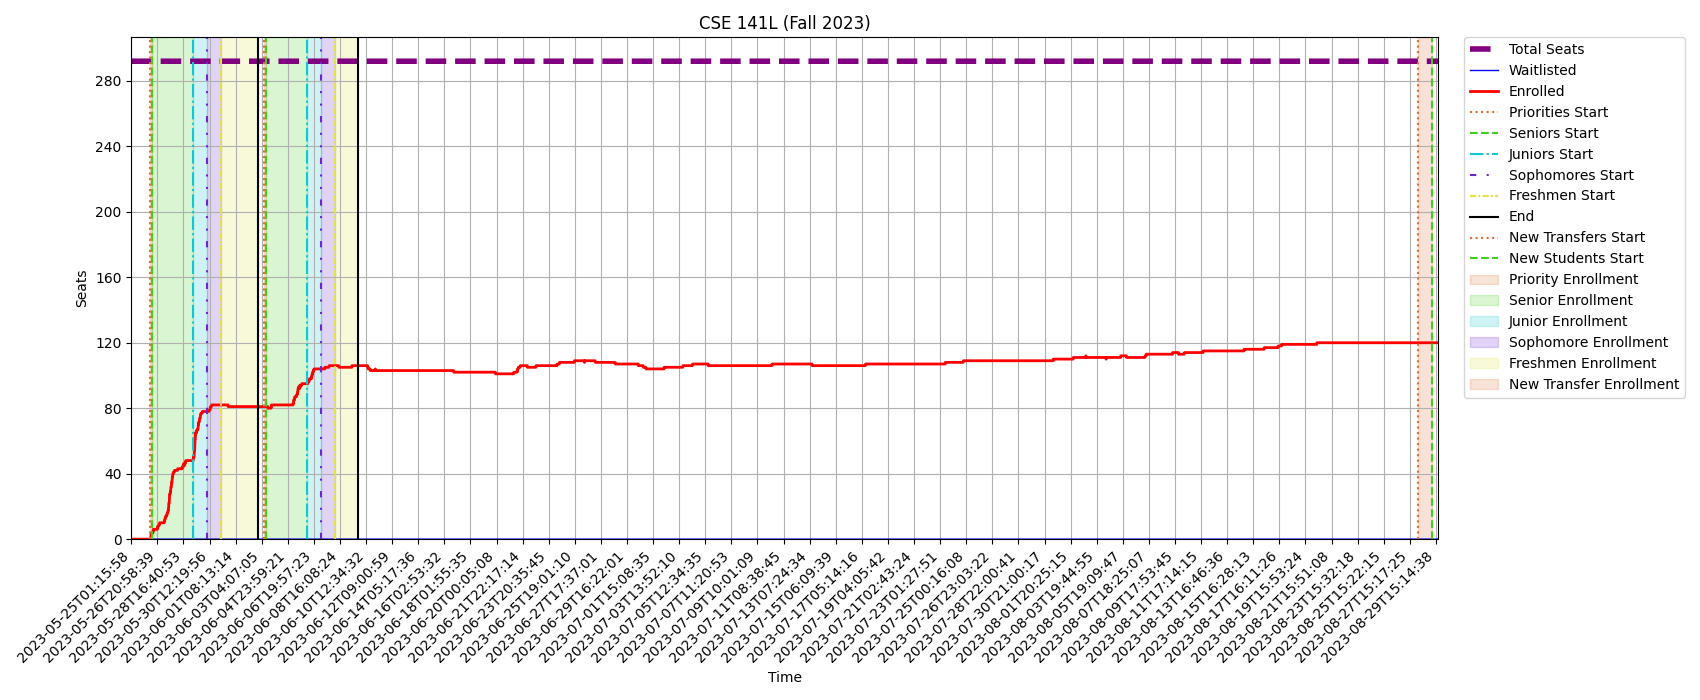 CSE 141L (Fall 2023)
Seats
280
240
200
160
120
80
40
0
2023-05-25T01:15:58
2023-05-26T20:58:39
2023-05-28T16:40:53
2023-05-30T12:19:56
2023-06-01T08:13:14
2023-06-03T04:07:05
2023-06-04T23:59:21
2023-06-06T19:57:23
2023-06-08T16:08:24
2023-06-10T12:34:32
2023-06-12T09:00:59
2023-06-14T05:17:36
2023-06-16T02:53:32
2023-06-18T01:53:35
2023-06-20T00:05:08
2023-06-21T22:17:14
2023-06-23T20:35:45
2023-06-25T19:01:10
2023-06-27T17:37:01
2023-06-29T16:22:01
2023-07-01T15:08:35
2023-07-03T13:52:10
2023-07-05T12:34:35
2023-07-07T11:20:53
2023-07-09T10:01:09
2023-07-11T08:38:45
2023-07-13T07:24:34
2023-07-15T06:09:39
2023-07-17T05:14:16
2023-07-19T04:05:42
2023-07-21T02:43:24
2023-07-23T01:27:51
2023-07-25T00:16:08
2023-07-26T23:03:22
2023-07-28T22:00:41
2023-07-30T21:00:17
2023-08-01T20:25:15
2023-08-03T19:44:55
2023-08-05T19:09:47
2023-08-07T18:25:07
2023-08-09T17:53:45
2023-08-11T17:14:15
2023-08-13T16:46:36
2023-08-15T16:28:13
2023-08-17T16:11:26
2023-08-19T15:53:24
2023-08-21T15:51:08
2023-08-23T15:32:18
2023-08-25T15:22:15
2023-08-27T15:17:25
2023-08-29T15:14:38
Time
Total Seats
Waitlisted
Enrolled
Priorities Start
Seniors Start
Juniors Start
Sophomores Start
Freshmen Start
End
New Transfers Start
New Students Start
Priority Enrollment
Senior Enrollment
Junior Enrollment
Sophomore Enrollment
Freshmen Enrollment
New Transfer Enrollment